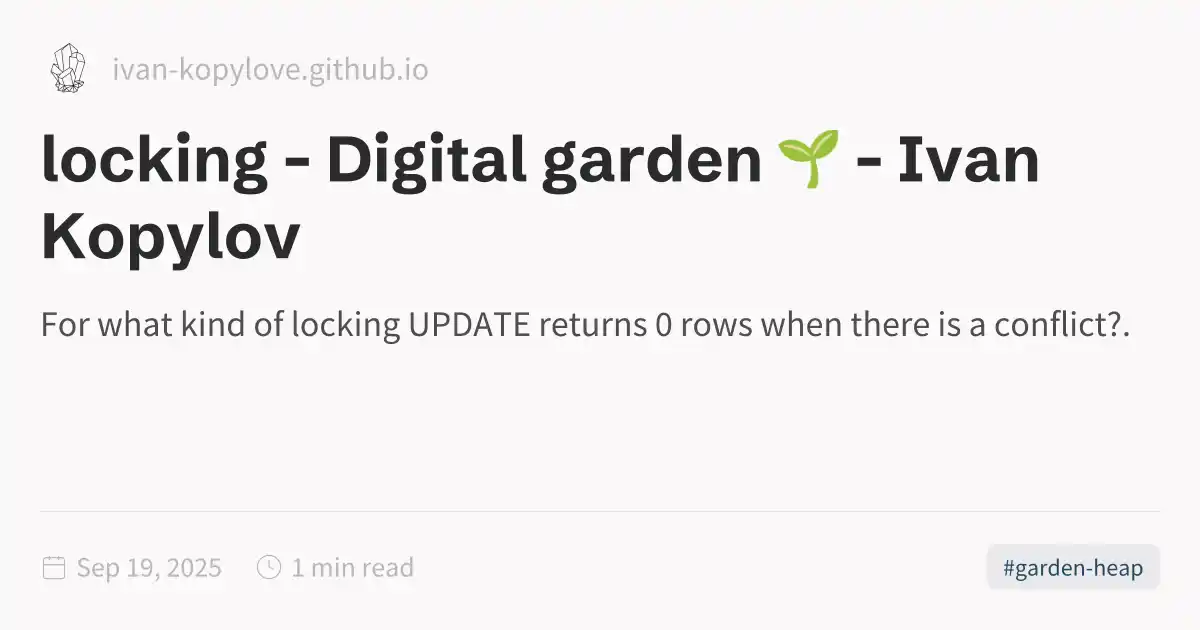 ivan-kopylove.github.io
locking - Digital garden 🌱 - Ivan
Kopylov
For what kind of locking UPDATE returns 0 rows when there is a conflict?.
Sep 19, 2025
1 min read
#garden-heap